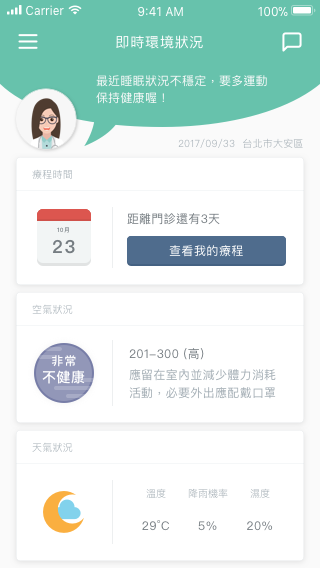 Carrier 9:41 AM 100%
即時環境狀況
最近睡眠狀況不穩定，要多運動
保持健康喔！
2017/09/33 台北市大安區
療程時間
10月
23
距離門診還有3天
查看我的療程
空氣狀況
非常
不健康
201-300 (高)
應留在室內並減少體力消耗
活動，必要外出應配戴口罩
天氣狀況
溫度 降雨機率 濕度
29°C 5% 20%